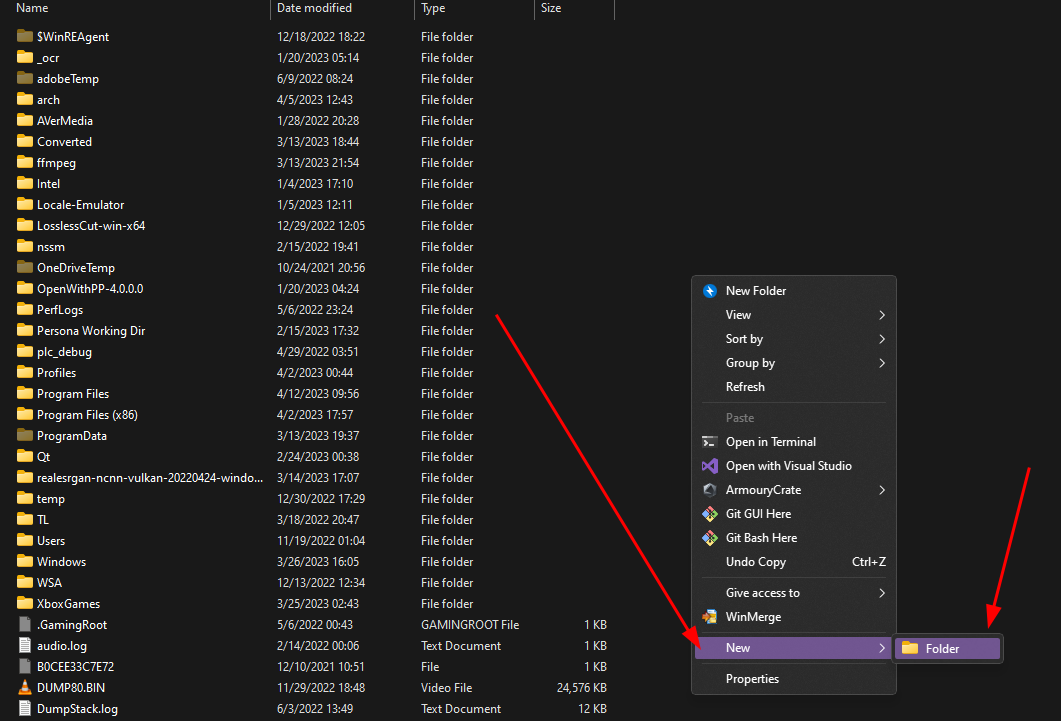 Name Date modified Type Size
$WinREAgent 12/18/2022 18:22 File folder
_ocr 1/20/2023 05:14 File folder
adobeTemp 6/9/2022 08:24 File folder
arch 4/5/2023 12:43 File folder
AVerMedia 1/28/2022 20:28 File folder
Converted 3/13/2023 18:44 File folder
ffmpeg 3/13/2023 21:54 File folder
Intel 1/4/2023 17:10 File folder
Locale-Emulator 1/5/2023 12:11 File folder
LosslesCut-win-x64 12/29/2022 12:05 File folder
nssm 2/15/2022 19:41 File folder
OneDriveTemp 10/24/2021 20:56 File folder
OpenWithPP-4.0.0.0 1/20/2023 04:24 File folder
PerfLogs 5/6/2022 23:24 File folder
Persona Working Dir 2/15/2023 17:32 File folder
plc_debug 4/29/2022 03:51 File folder
Profiles 4/2/2023 00:44 File folder
Program Files 4/12/2023 09:56 File folder
Program Files (x86) 4/2/2023 17:57 File folder
ProgramData 3/13/2023 19:37 File folder
Qt 2/24/2023 00:38 File folder
realesrgan-ncnn-vulkan-20220424-windo... 3/14/2023 17:07 File folder
temp 12/30/2022 17:29 File folder
TL 3/18/2022 20:47 File folder
Users 11/19/2022 01:04 File folder
Windows 3/26/2023 16:05 File folder
WSA 12/13/2022 12:34 File folder
XboxGames 3/25/2023 02:43 File folder
.GamingRoot 5/6/2022 00:43 GAMINGROOT File 1 KB
audio.log 2/14/2022 00:06 Text Document 1 KB
B0CEE33C7E72 12/10/2021 10:51 File 1 KB
DUMP80.BIN 11/29/2022 18:48 Video File 24,576 KB
DumpStack.log 6/3/2022 13:49 Text Document 12 KB
New Folder
View
Sort by
Group by
Refresh
Paste
Open in Terminal
Open with Visual Studio
ArmouryCrate
Git GUI Here
Git Bash Here
Undo Copy Ctrl+Z
Give access to
WinMerge
New
Folder
Properties